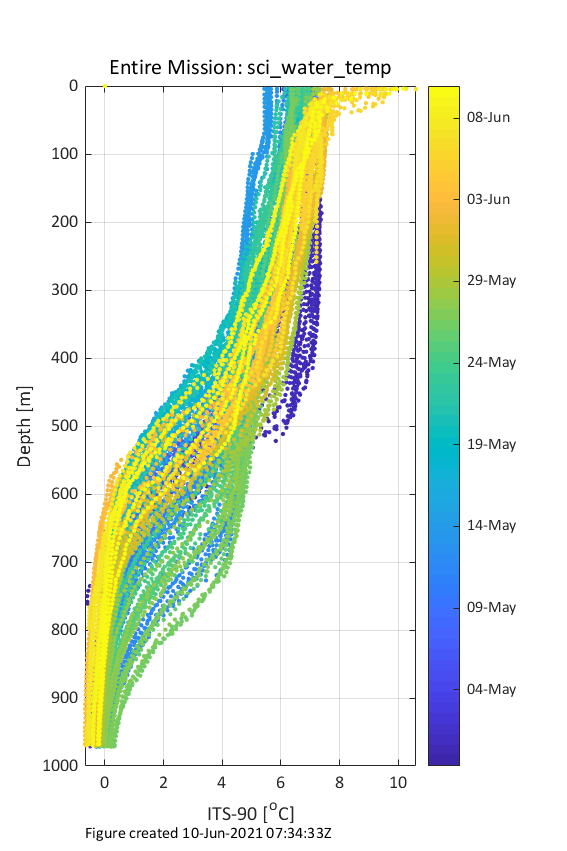 Entire Mission: sci_water_temp
0
100
200
300
400
500
600
700
800
900
1000
Depth [m]
0 2 4 6 8 10
ITS-90 [°C]
08-Jun
03-Jun
29-May
24-May
19-May
14-May
09-May
04-May
Figure created 10-Jun-2021 07:34:33Z